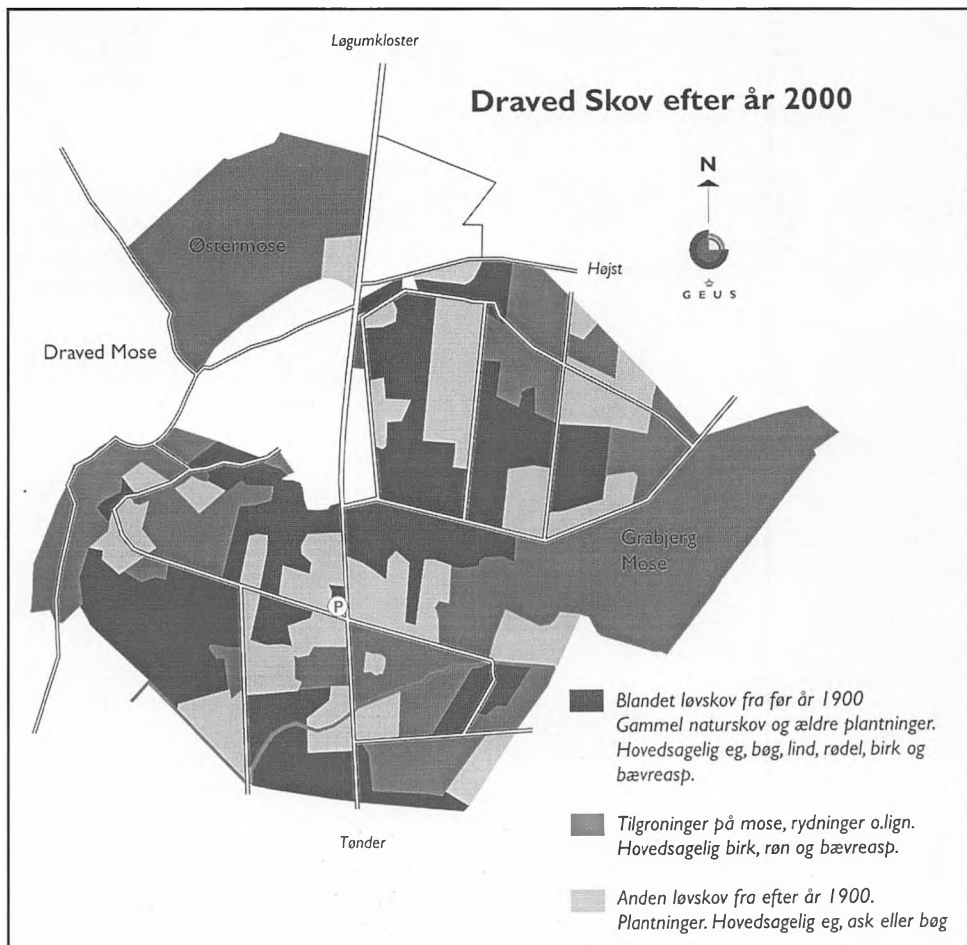 Løgumkloster
Draved Skov efter år 2000
N
GEUS
Østermose
Højst
Draved Mose
Gråbjerg
Mose
P
Blandet løvskov fra før år 1900
Gammel naturskov og ældre plantninger.
Hovedsagelig eg, bøg, lind, rødel, birk og
bævreasp.
Tilgroninger på mose, rydninger o.lign.
Hovedsagelig birk, røn og bævreasp.
Tønder
Anden løvskov fra efter år 1900.
Plantninger. Hovedsagelig eg, ask eller bøg